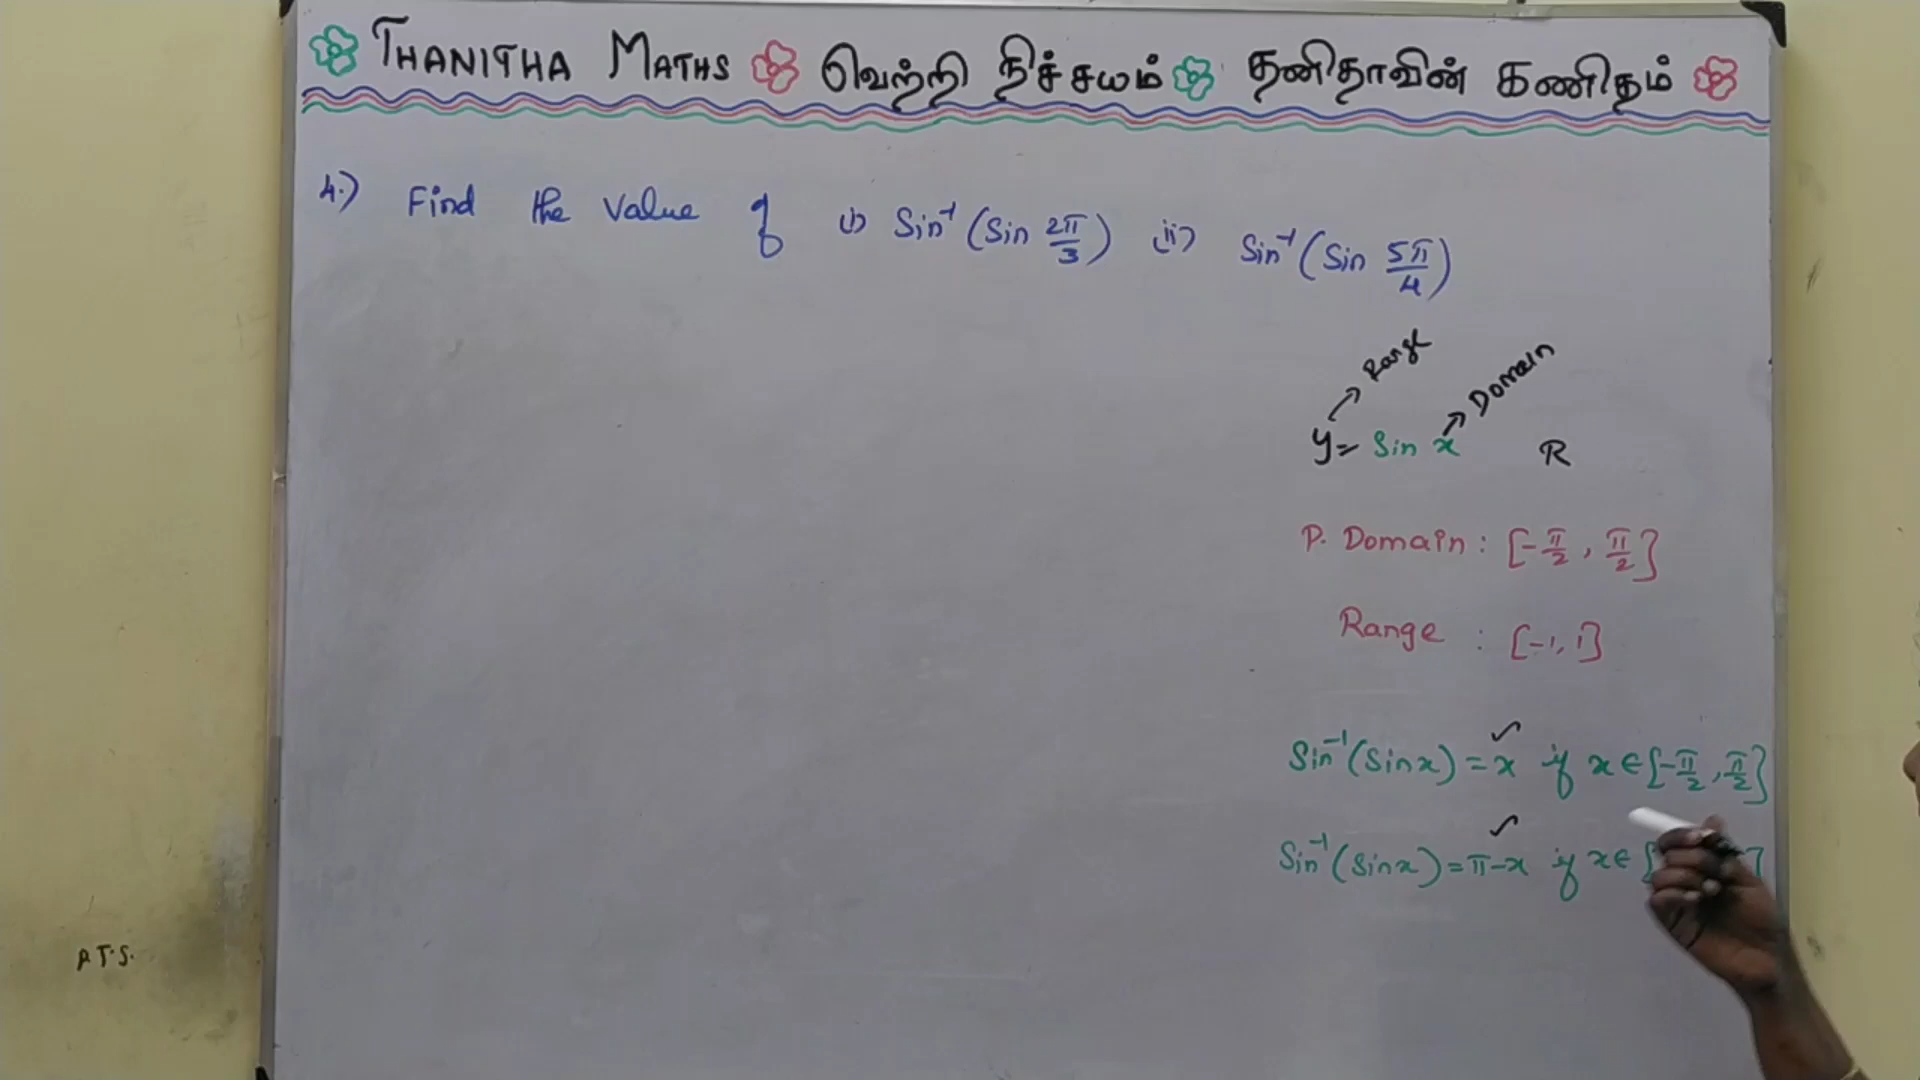 THANITHA MATHS வெற்றி நிச்சயம் தனிதாவின் கணிதம்
4.) Find the Value of i) Sin⁻¹(Sin 2π/3) ii) Sin⁻¹(Sin 5π/4)
Range Domain
y = Sin x R
P. Domain : [-π/2, π/2]
Range : [-1, 1]
Sin⁻¹(Sinx) = x if x ∈ [-π/2, π/2]
Sin⁻¹(Sinx) = π-x if x ∈ [ ]
P.T.S.